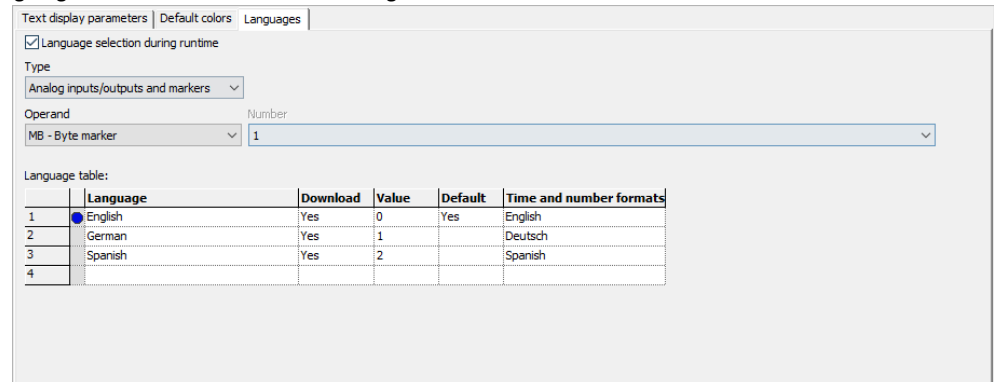 Text display parameters Default colors Languages
Language selection during runtime
Type
Analog inputs/outputs and markers
Operand Number
MB - Byte marker 1
Language table:
Language Download Value Default Time and number formats
1 English Yes 0 Yes English
2 German Yes 1 Deutsch
3 Spanish Yes 2 Spanish
4